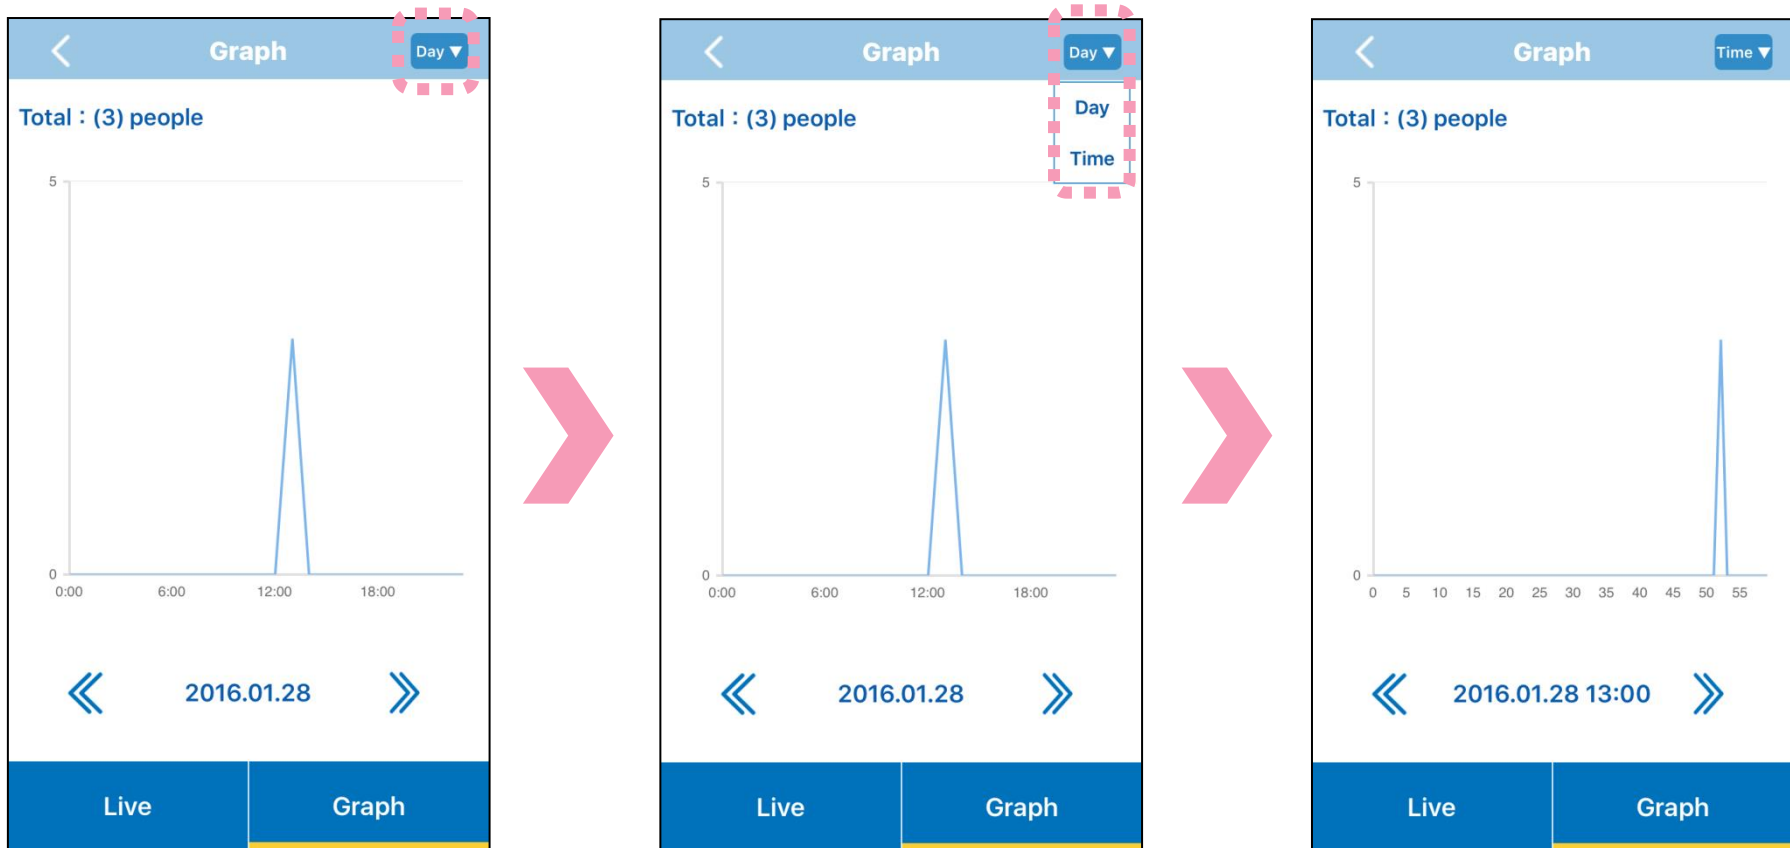 Graph
Day ▼
Total : (3) people
5
0
0:00 6:00 12:00 18:00
2016.01.28
Live Graph
Graph
Day ▼
Day
Time
Total : (3) people
5
0
0:00 6:00 12:00 18:00
2016.01.28
Live Graph
Graph
Time ▼
Total : (3) people
5
0
0 5 10 15 20 25 30 35 40 45 50 55
2016.01.28 13:00
Live Graph